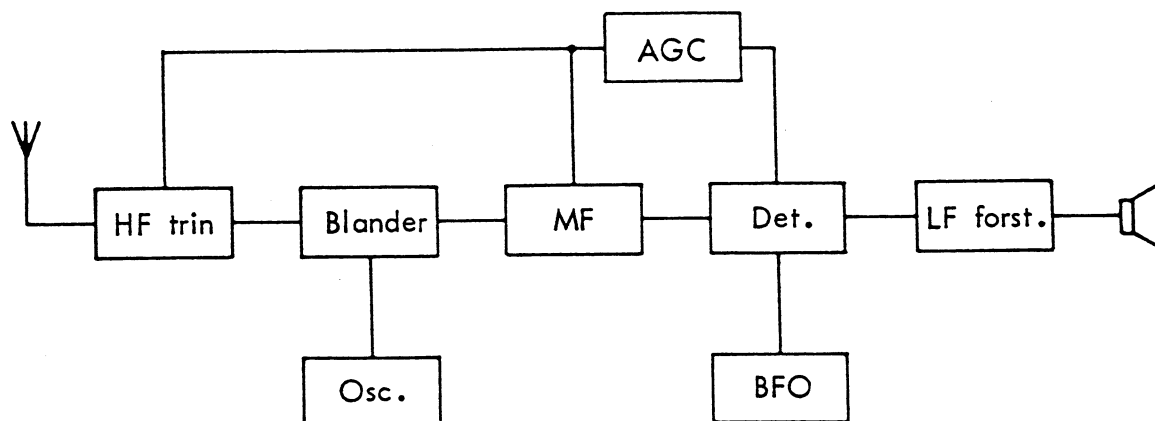 AGC
HF trin
Blander
MF
Det.
LF forst.
Osc.
BFO